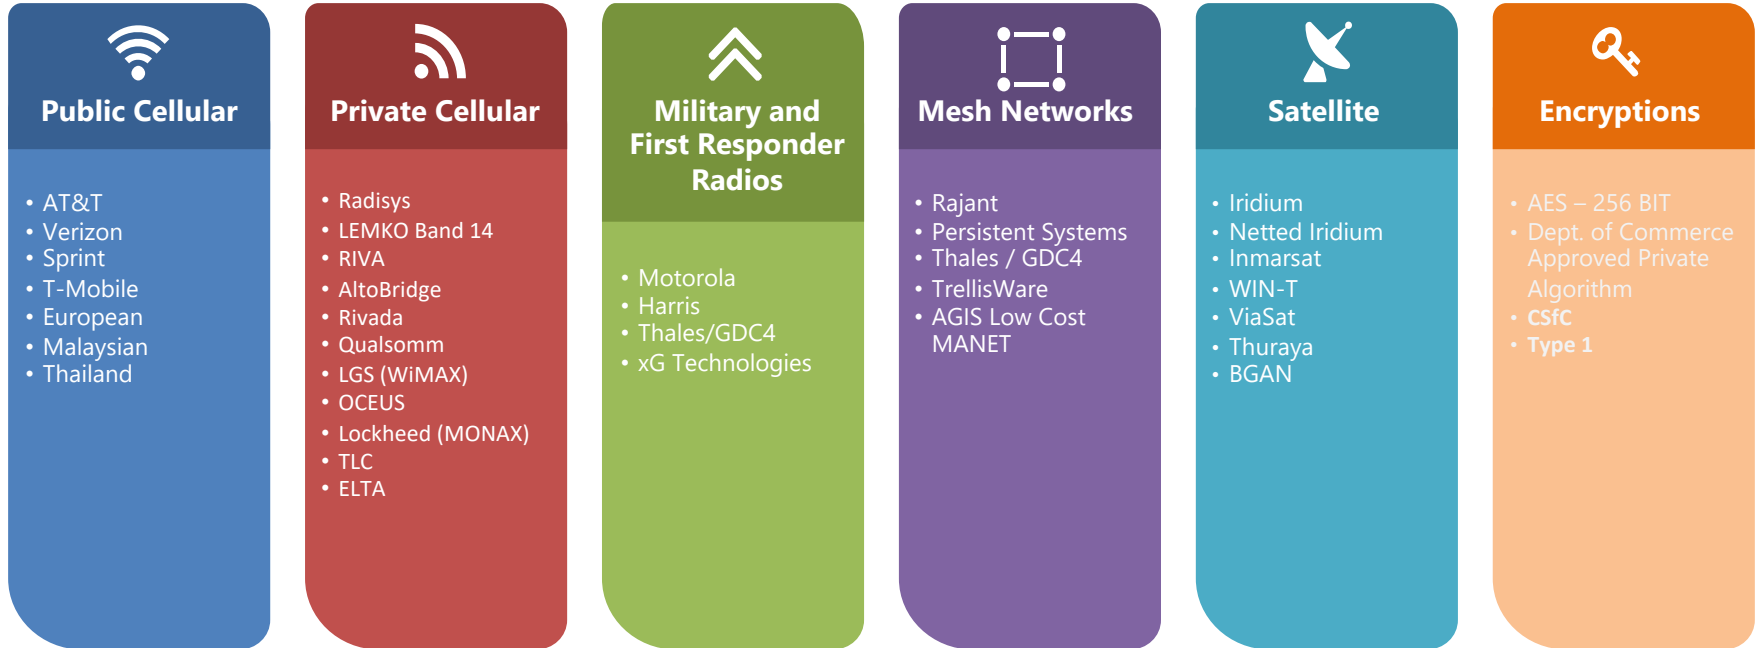 Public Cellular
• AT&T
• Verizon
• Sprint
• T-Mobile
• European
• Malaysian
• Thailand
Private Cellular
• Radisys
• LEMKO Band 14
• RIVA
• AltoBridge
• Rivada
• Qualsomm
• LGS (WiMAX)
• OCEUS
• Lockheed (MONAX)
• TLC
• ELTA
Military and
First Responder
Radios
• Motorola
• Harris
• Thales/GDC4
• xG Technologies
Mesh Networks
• Rajant
• Persistent Systems
• Thales / GDC4
• TrellisWare
• AGIS Low Cost
MANET
Satellite
• Iridium
• Netted Iridium
• Inmarsat
• WIN-T
• ViaSat
• Thuraya
• BGAN
Encryptions
• AES – 256 BIT
• Dept. of Commerce
Approved Private
Algorithm
• CSfC
• Type 1